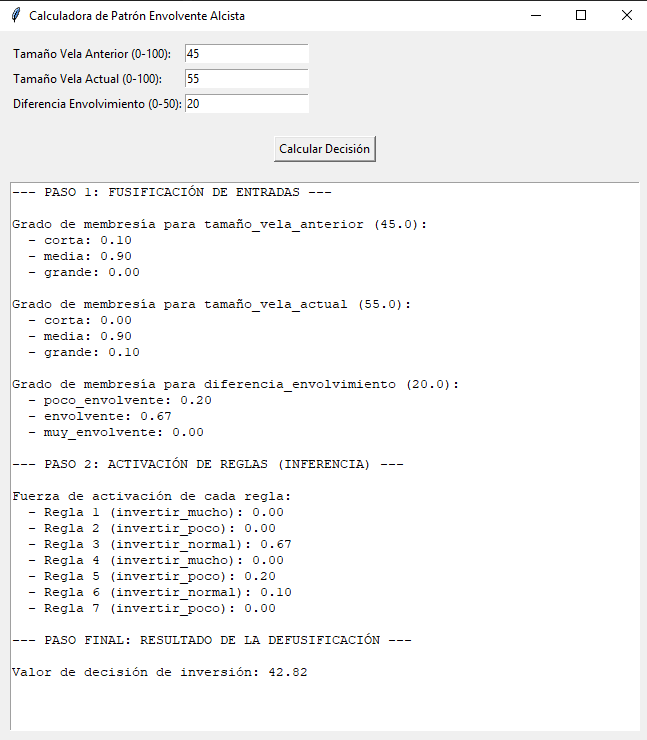 Calculadora de Patrón Envolvente Alcista
Tamaño Vela Anterior (0-100): 45
Tamaño Vela Actual (0-100): 55
Diferencia Envolvimiento (0-50): 20
Calcular Decisión
--- PASO 1: FUSIFICACIÓN DE ENTRADAS ---
Grado de membresía para tamaño_vela_anterior (45.0):
- corta: 0.10
- media: 0.90
- grande: 0.00
Grado de membresía para tamaño_vela_actual (55.0):
- corta: 0.00
- media: 0.90
- grande: 0.10
Grado de membresía para diferencia_envolvimiento (20.0):
- poco_envolvente: 0.20
- envolvente: 0.67
- muy_envolvente: 0.00
--- PASO 2: ACTIVACIÓN DE REGLAS (INFERENCIA) ---
Fuerza de activación de cada regla:
- Regla 1 (invertir_mucho): 0.00
- Regla 2 (invertir_poco): 0.00
- Regla 3 (invertir_normal): 0.67
- Regla 4 (invertir_mucho): 0.00
- Regla 5 (invertir_poco): 0.20
- Regla 6 (invertir_normal): 0.10
- Regla 7 (invertir_poco): 0.00
--- PASO FINAL: RESULTADO DE LA DEFUSIFICACIÓN ---
Valor de decisión de inversión: 42.82